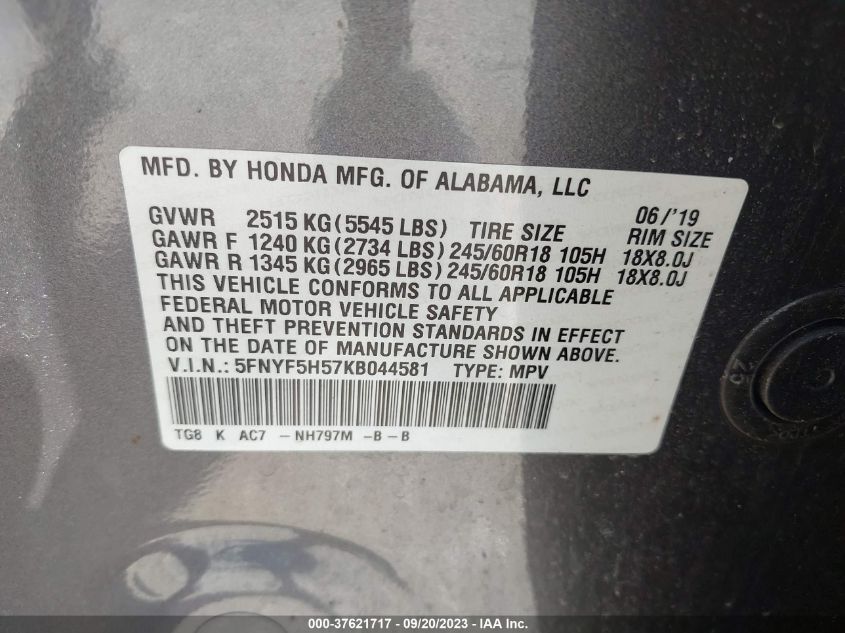 MFD. BY HONDA MFG. OF ALABAMA, LLC
06/'19
GVWR 2515 KG(5545 LBS) TIRE SIZE RIM SIZE
GAWR F 1240 KG(2734 LBS)245/60R18 105H 18X8.0J
GAWR R 1345 KG(2965 LBS)245/60R18 105H 18X8.0J
THIS VEHICLE CONFORMS TO ALL APPLICABLE
FEDERAL MOTOR VEHICLE SAFETY
AND THEFT PREVENTION STANDARDS IN EFFECT
ON THE DATE OF MANUFACTURE SHOWN ABOVE.
V.I.N.: 5FNYF5H57KB044581 TYPE: MPV
TG8 K AC7 -NH797M -B-B
000-37621717 - 09/20/2023 - IAA Inc.